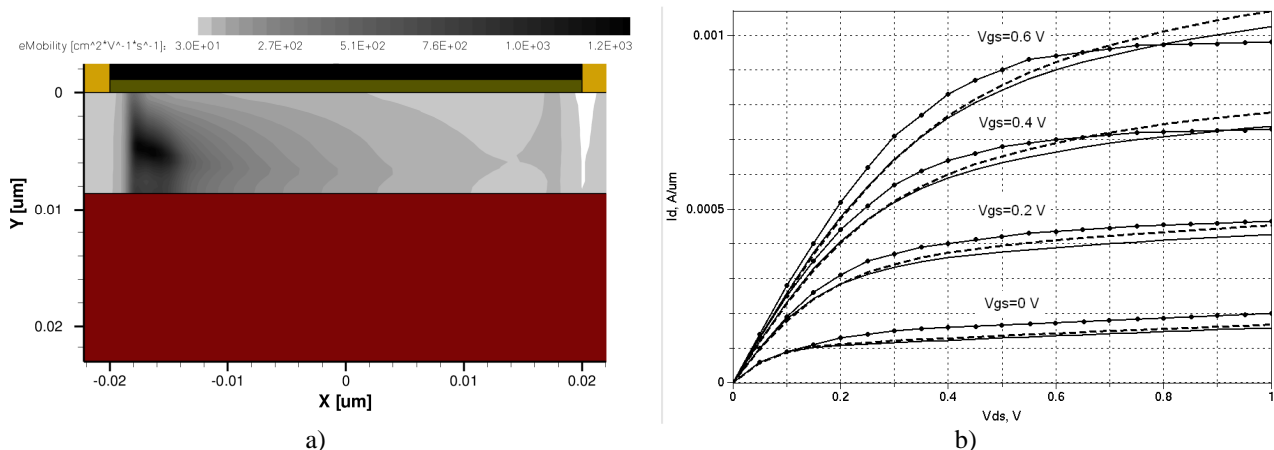 eMobility [cm^2*V^-1*s^-1]: 3.0E+01 2.7E+02 5.1E+02 7.6E+02 1.0E+03 1.2E+03
0
0.01
0.02
Y [um]
-0.02 -0.01 0 0.01 0.02
X [um]
a)
0.001
0.0005
0
Id, A/um
Vgs=0.6 V
Vgs=0.4 V
Vgs=0.2 V
Vgs=0 V
0 0.2 0.4 0.6 0.8 1
Vds, V
b)